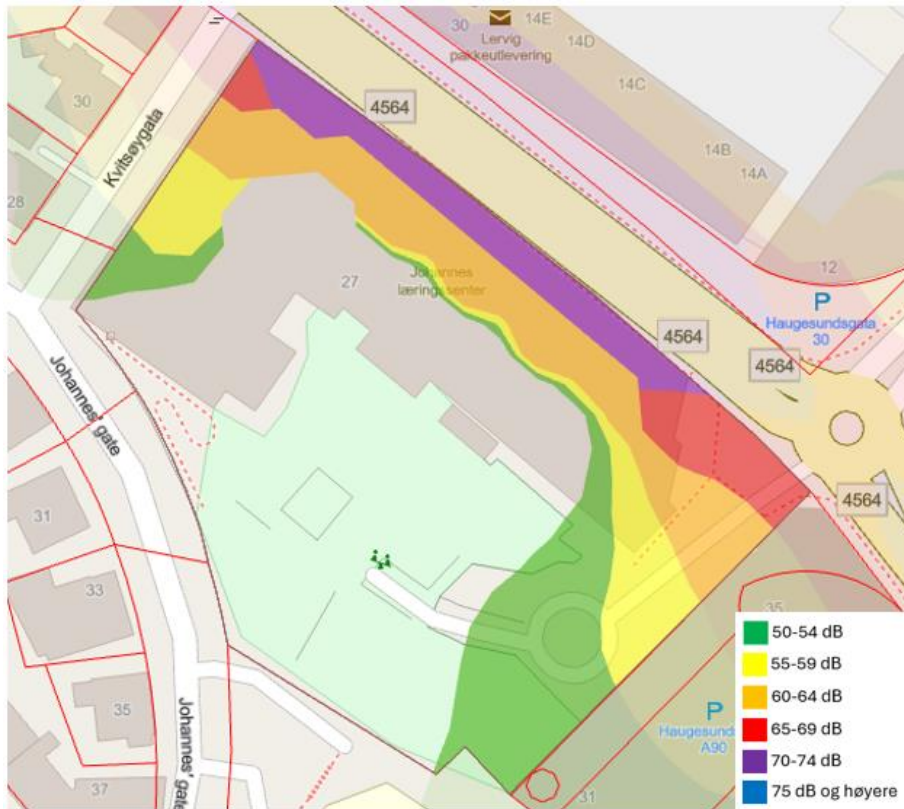 30
14E
Lervig
pakkeutlevering
14D
14C
4564
14B
14A
30
Kvitsøygata
28
12
P
Haugesundsgata
30
27
Johannes
læringssenter
4564
4564
4564
Johannes' gate
31
33
35
35
Johannes' gate
37
P
A90
31
50-54 dB
55-59 dB
60-64 dB
65-69 dB
70-74 dB
75 dB og høyere